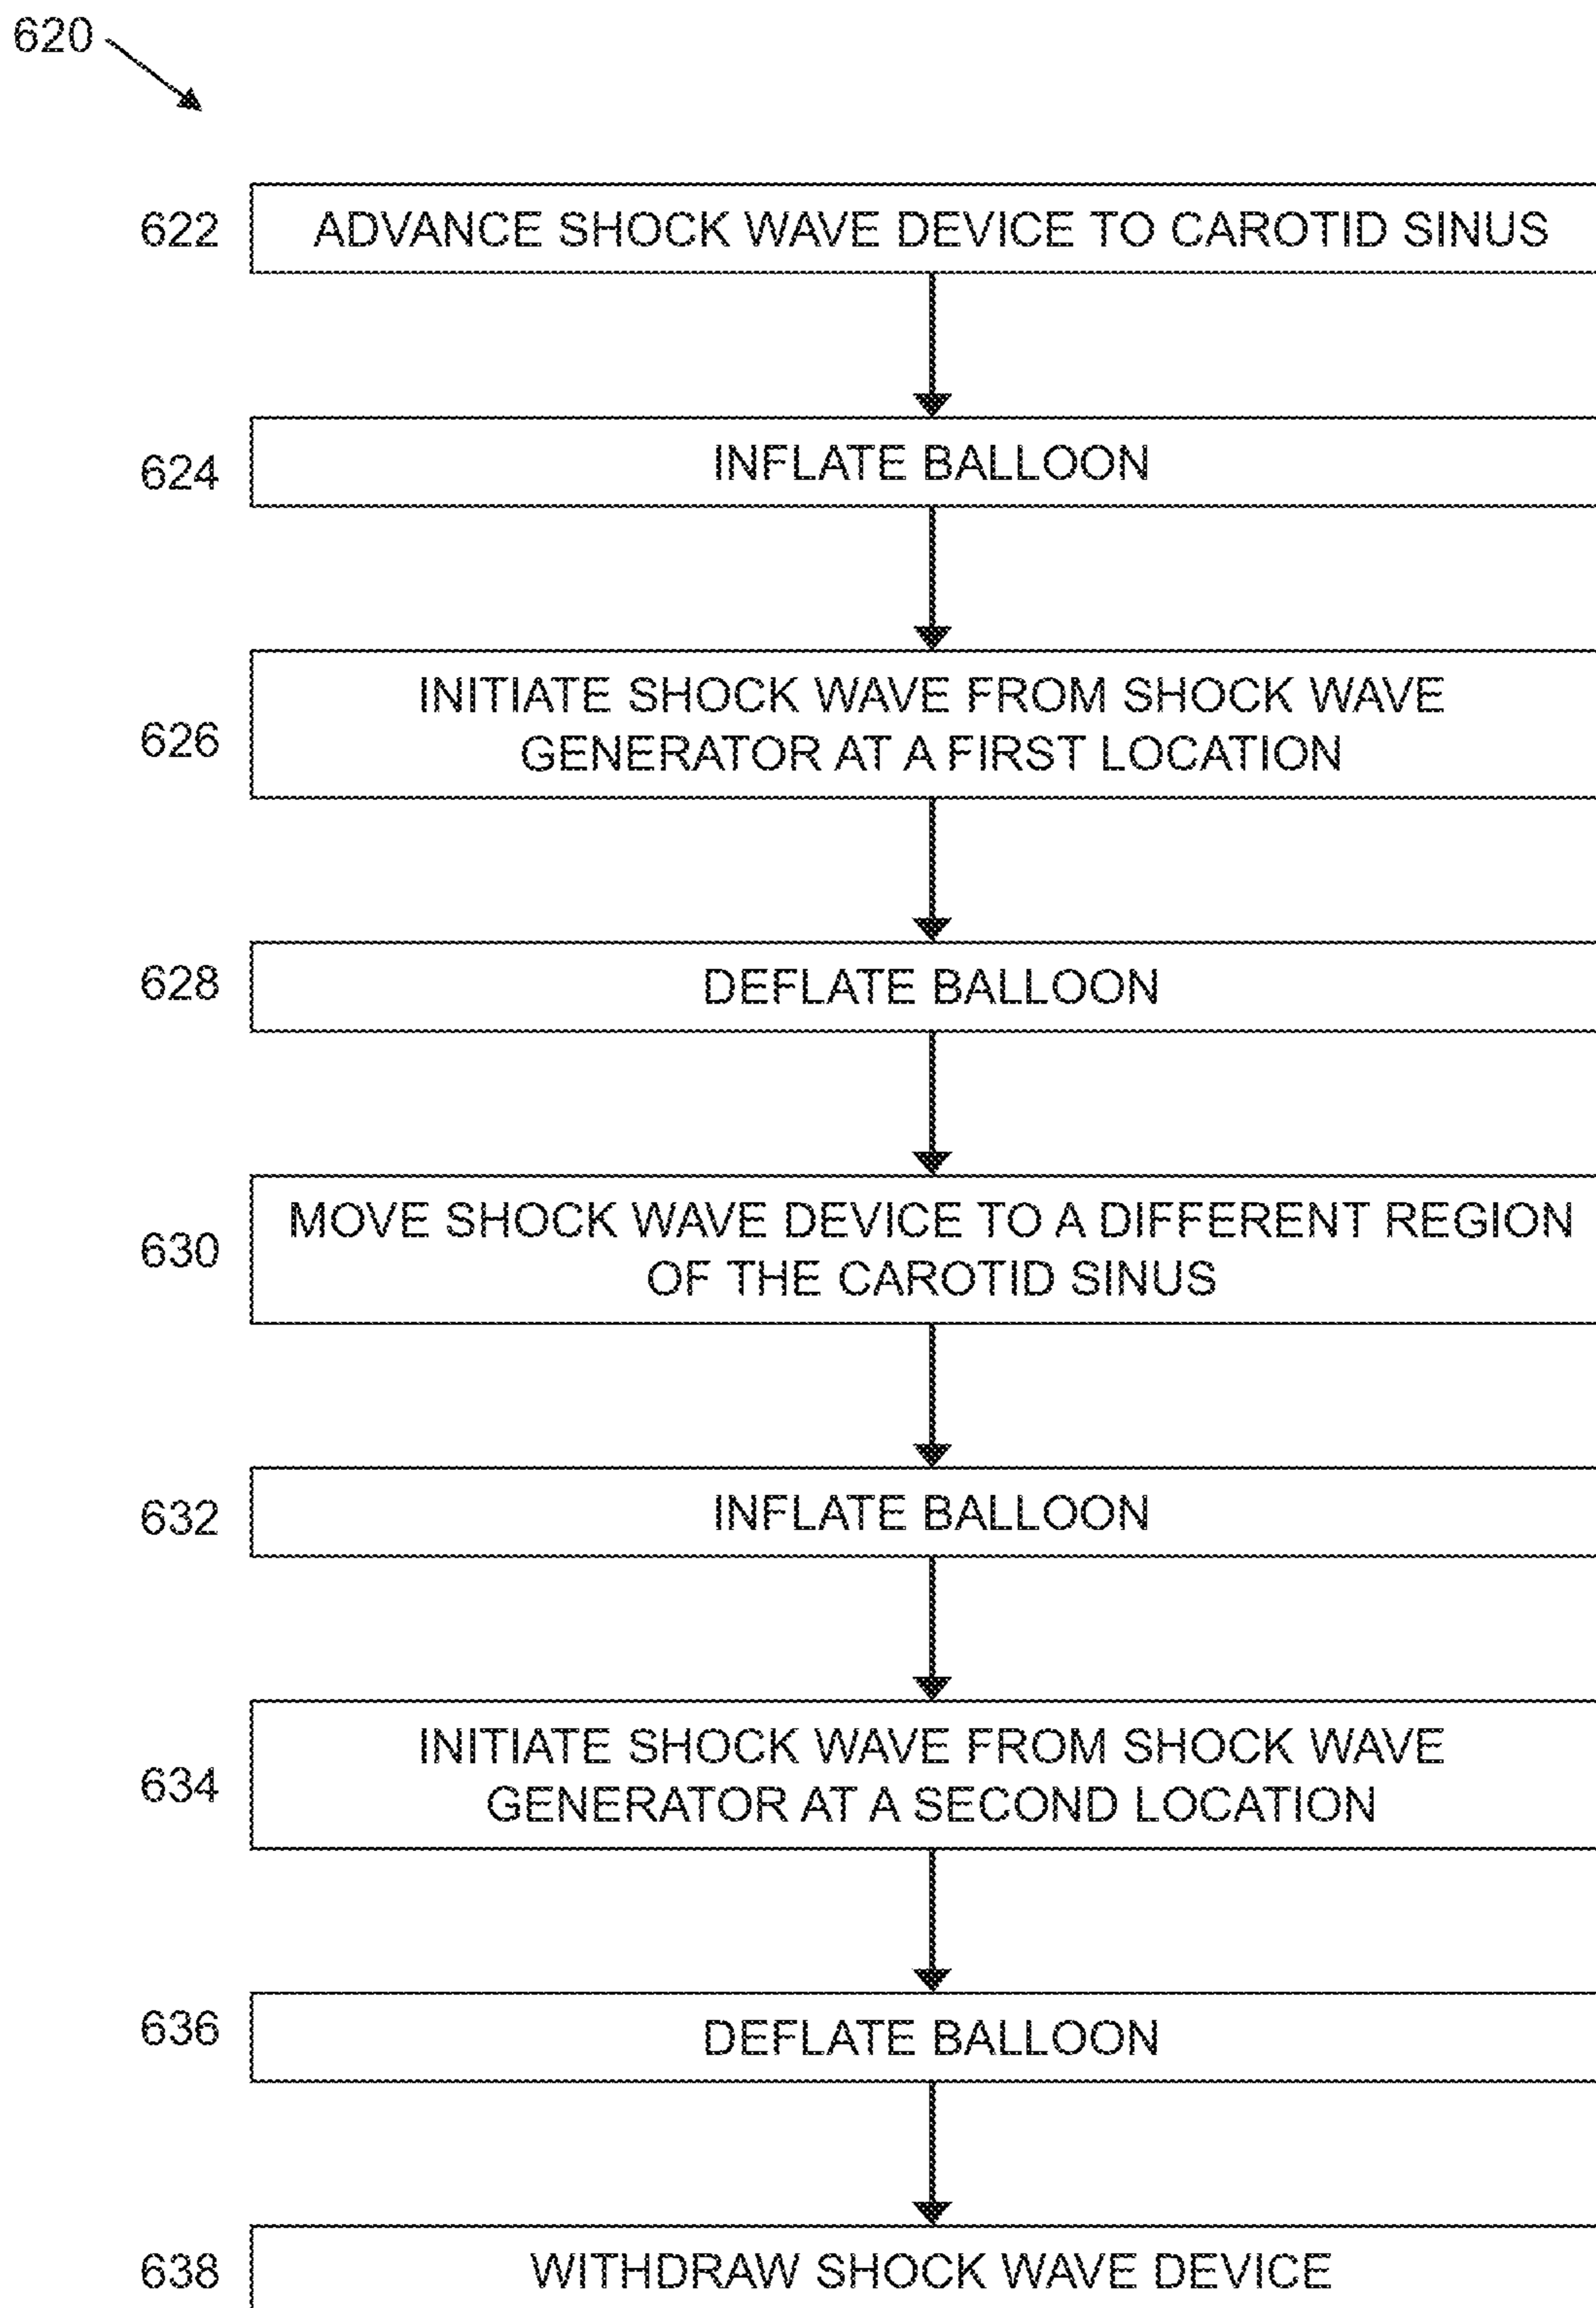 620
622
ADVANCE SHOCK WAVE DEVICE TO CAROTID SINUS
624
INFLATE BALLOON
626
INITIATE SHOCK WAVE FROM SHOCK WAVE
GENERATOR AT A FIRST LOCATION
628
DEFLATE BALLOON
630
MOVE SHOCK WAVE DEVICE TO A DIFFERENT REGION
OF THE CAROTID SINUS
632
INFLATE BALLOON
634
INITIATE SHOCK WAVE FROM SHOCK WAVE
GENERATOR AT A SECOND LOCATION
636
DEFLATE BALLOON
638
WITHDRAW SHOCK WAVE DEVICE